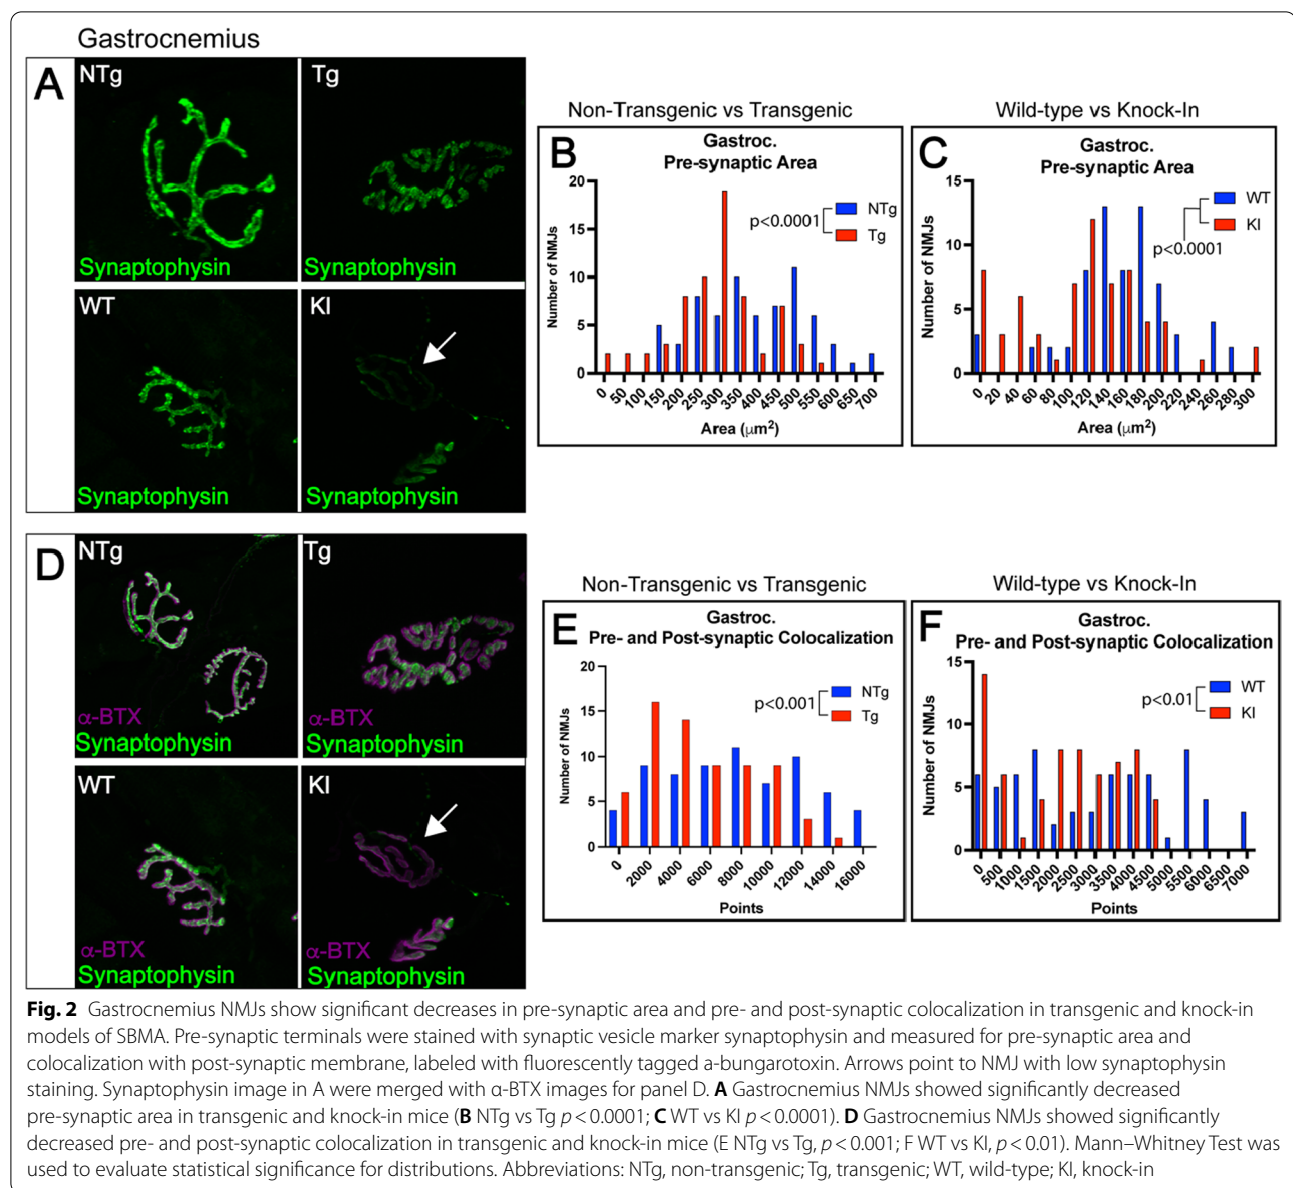 Gastrocnemius
A
NTg
Tg
Synaptophysin
Synaptophysin
WT
KI
Synaptophysin
Synaptophysin
Non-Transgenic vs Transgenic
B
Gastroc.
Pre-synaptic Area
Number of NMJs
20
15
10
5
0
p<0.0001
NTg
Tg
0 50 100 150 200 250 300 350 400 450 500 550 600 650 700
Area (μm²)
Wild-type vs Knock-In
C
Gastroc.
Pre-synaptic Area
Number of NMJs
15
10
5
0
WT
KI
p<0.0001
0 20 40 60 80 100 120 140 160 180 200 220 240 260 280 300
Area (μm²)
D
NTg
Tg
α-BTX
Synaptophysin
α-BTX
Synaptophysin
WT
KI
α-BTX
Synaptophysin
α-BTX
Synaptophysin
Non-Transgenic vs Transgenic
E
Gastroc.
Pre- and Post-synaptic Colocalization
Number of NMJs
20
15
10
5
0
p<0.001
NTg
Tg
0 2000 4000 6000 8000 10000 12000 14000 16000
Points
Wild-type vs Knock-In
F
Gastroc.
Pre- and Post-synaptic Colocalization
Number of NMJs
15
10
5
0
p<0.01
WT
KI
0 500 1000 1500 2000 2500 3000 3500 4000 4500 5000 5500 6000 6500 7000
Points
Fig. 2 Gastrocnemius NMJs show significant decreases in pre-synaptic area and pre- and post-synaptic colocalization in transgenic and knock-in
models of SBMA. Pre-synaptic terminals were stained with synaptic vesicle marker synaptophysin and measured for pre-synaptic area and
colocalization with post-synaptic membrane, labeled with fluorescently tagged a-bungarotoxin. Arrows point to NMJ with low synaptophysin
staining. Synaptophysin image in A were merged with α-BTX images for panel D. A Gastrocnemius NMJs showed significantly decreased
pre-synaptic area in transgenic and knock-in mice (B NTg vs Tg p < 0.0001; C WT vs KI p < 0.0001). D Gastrocnemius NMJs showed significantly
decreased pre- and post-synaptic colocalization in transgenic and knock-in mice (E NTg vs Tg, p < 0.001; F WT vs KI, p < 0.01). Mann–Whitney Test was
used to evaluate statistical significance for distributions. Abbreviations: NTg, non-transgenic; Tg, transgenic; WT, wild-type; KI, knock-in